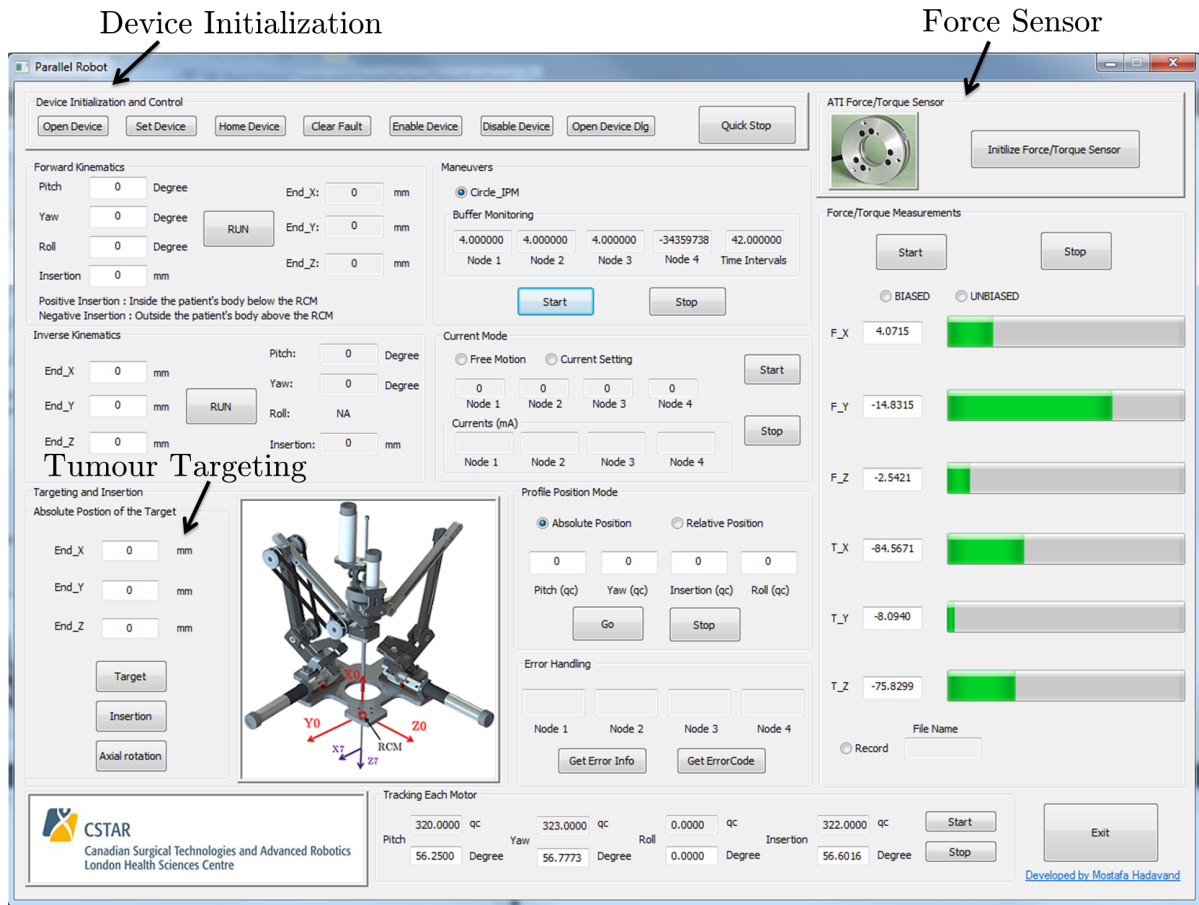 Device Initialization
Force Sensor
Parallel Robot
Device Initialization and Control
Open Device
Set Device
Home Device
Clear Fault
Enable Device
Disable Device
Open Device Dlg
Quick Stop
ATI Force/Torque Sensor
Initilize Force/Torque Sensor
Forward Kinematics
Pitch 0 Degree
Yaw 0 Degree
Roll 0 Degree
Insertion 0 mm
RUN
End_X: 0 mm
End_Y: 0 mm
End_Z: 0 mm
Positive Insertion : Inside the patient's body below the RCM
Negative Insertion : Outside the patient's body above the RCM
Maneuvers
Circle_IPM
Buffer Monitoring
4.000000 4.000000 4.000000 -34359738 42.000000
Node 1 Node 2 Node 3 Node 4 Time Intervals
Start
Stop
Force/Torque Measurements
Start
Stop
BIASED
UNBIASED
F_X 4.0715
F_Y -14.8315
F_Z -2.5421
T_X -84.5671
T_Y -8.0940
T_Z -75.8299
Record
File Name
Inverse Kinematics
End_X 0 mm
End_Y 0 mm
End_Z 0 mm
RUN
Pitch: 0 Degree
Yaw: 0 Degree
Roll: NA
Insertion: 0 mm
Current Mode
Free Motion
Current Setting
0 0 0 0
Node 1 Node 2 Node 3 Node 4
Start
Currents (mA)
Node 1 Node 2 Node 3 Node 4
Stop
Tumour Targeting
Targeting and Insertion
Absolute Postion of the Target
End_X 0 mm
End_Y 0 mm
End_Z 0 mm
Target
Insertion
Axial rotation
X0
Y0
Z0
RCM
X7
Z7
Profile Position Mode
Absolute Position
Relative Position
0 0 0 0
Pitch (qc) Yaw (qc) Insertion (qc) Roll (qc)
Go
Stop
Error Handling
Node 1 Node 2 Node 3 Node 4
Get Error Info
Get ErrorCode
CSTAR
Canadian Surgical Technologies and Advanced Robotics
London Health Sciences Centre
Tracking Each Motor
Pitch 320.0000 qc 56.2500 Degree
Yaw 323.0000 qc 56.7773 Degree
Roll 0.0000 qc 0.0000 Degree
Insertion 322.0000 qc 56.6016 Degree
Start
Stop
Exit
Developed by Mostafa Hadavand